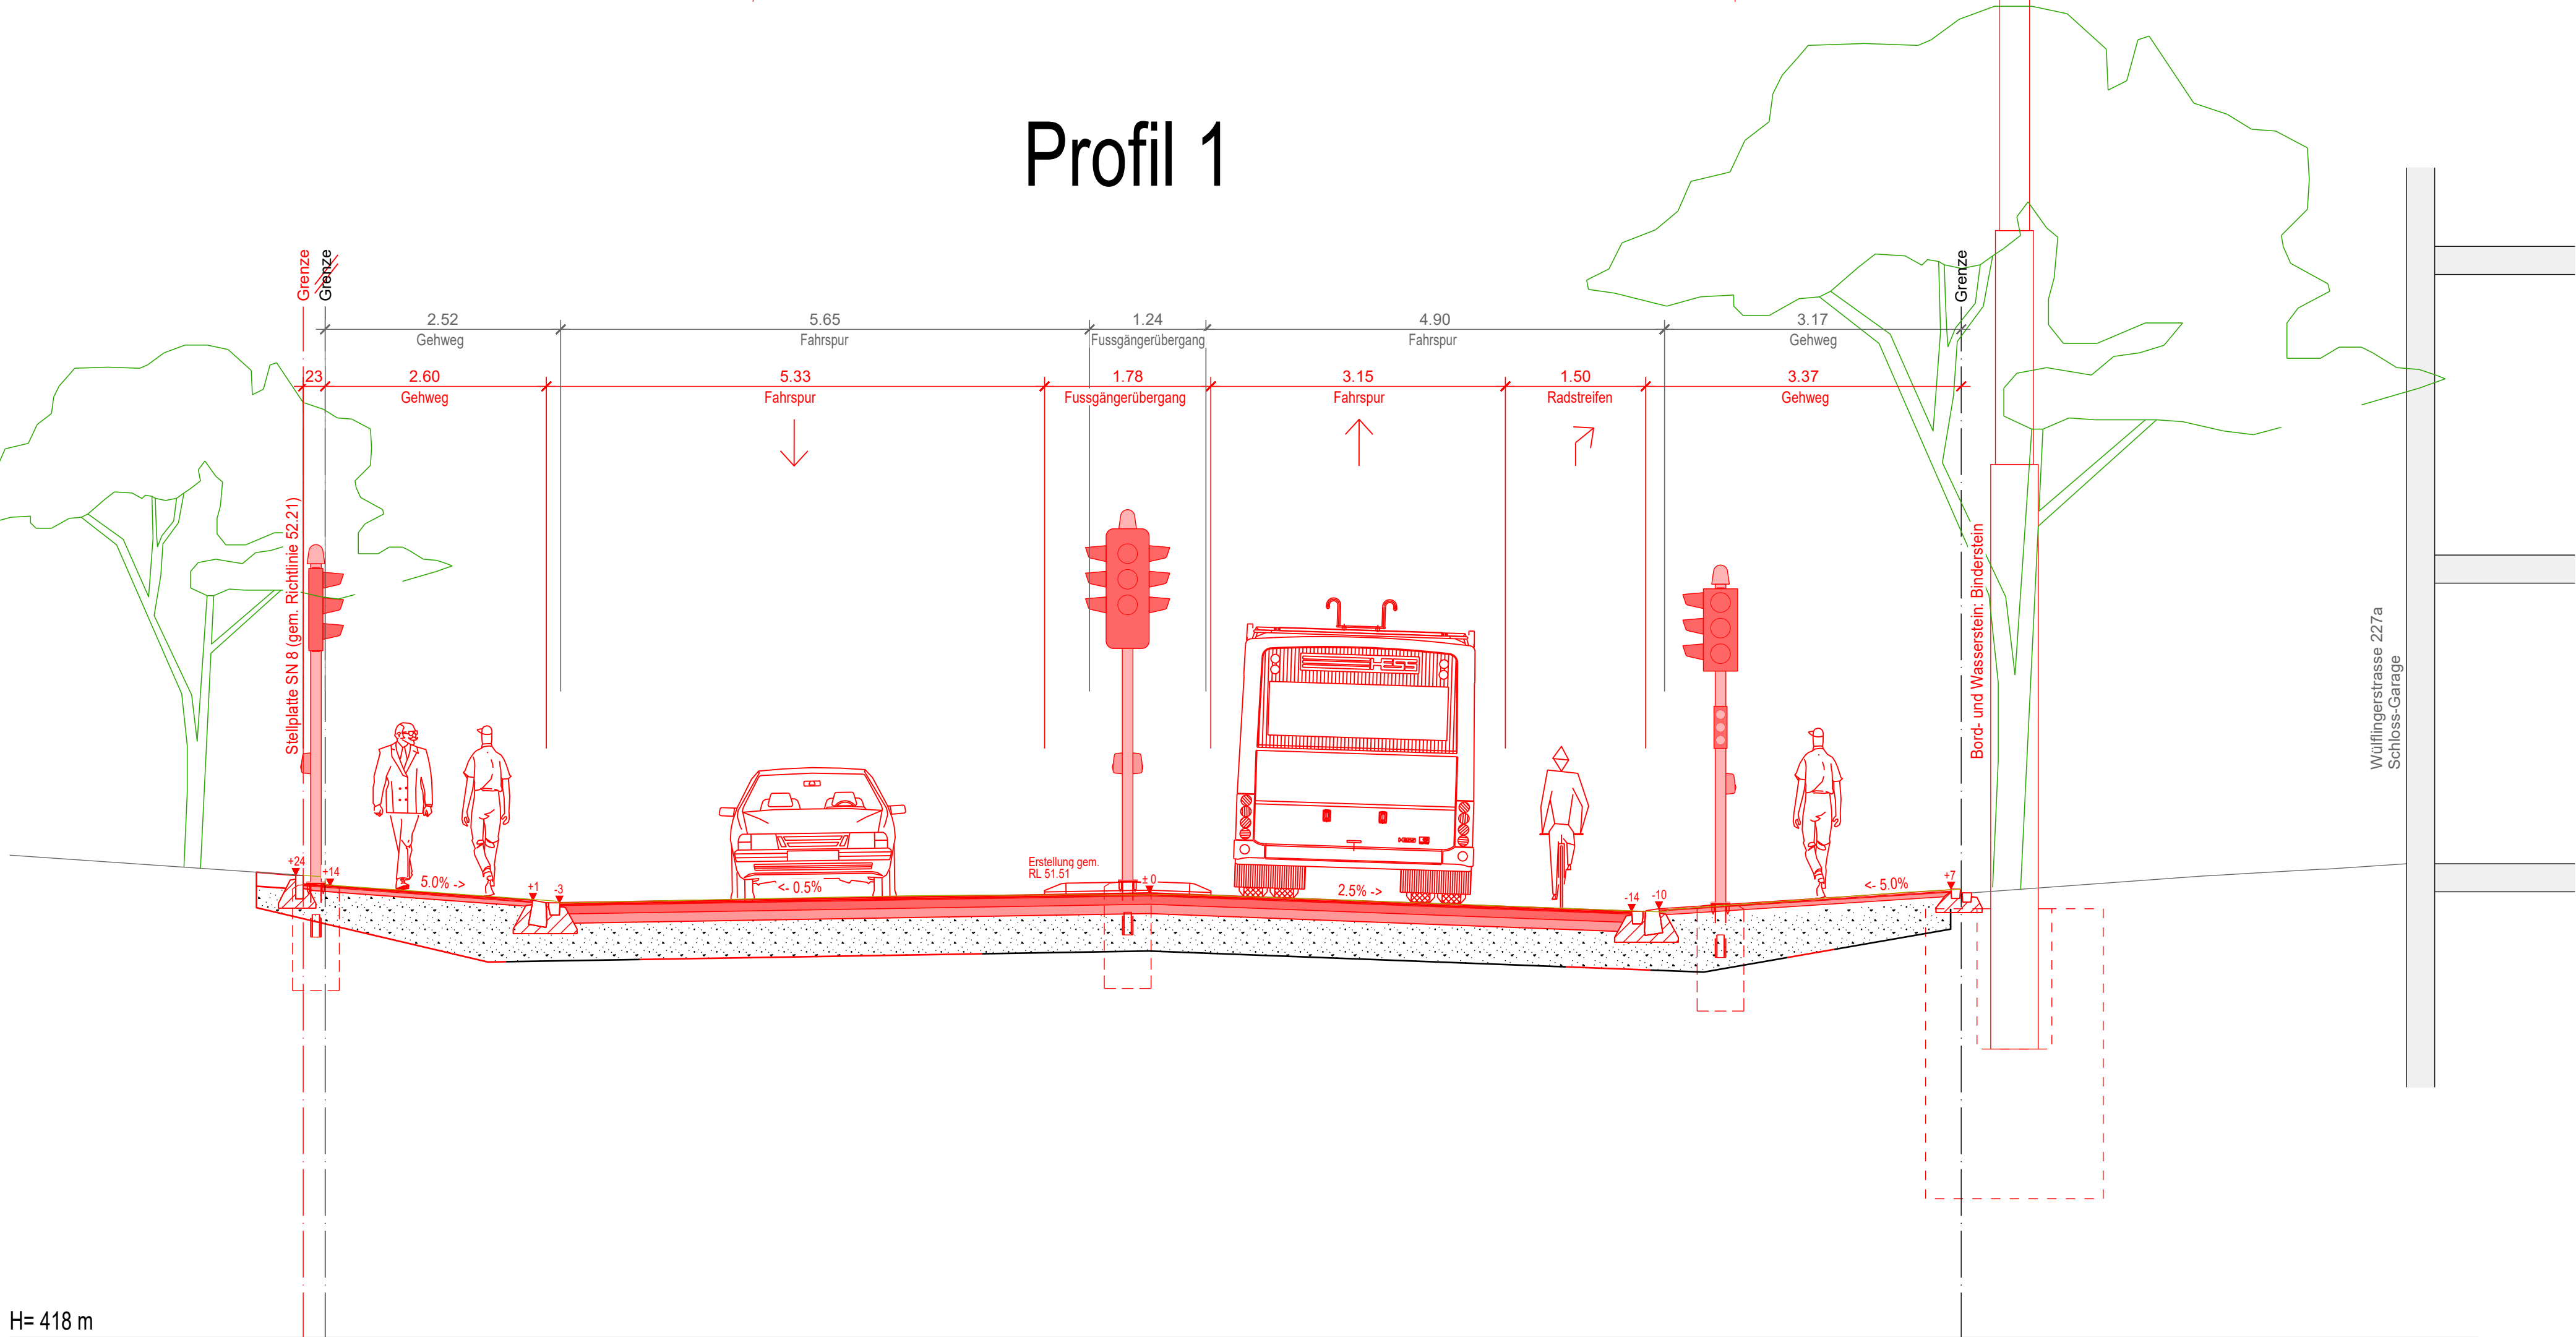 Profil 1
Grenze
Grenze
Grenze
2.52
Gehweg
5.65
Fahrspur
1.24
Fussgängerübergang
4.90
Fahrspur
3.17
Gehweg
23
2.60
Gehweg
5.33
Fahrspur
1.78
Fussgängerübergang
3.15
Fahrspur
1.50
Radstreifen
3.37
Gehweg
Stellplatte SN 8 (gem. Richtlinie 52.21)
Bord- und Wasserstein: Binderstein
Wülflingerstrasse 227a
Schloss-Garage
HESS
HESS
+24
+14
5.0% ->
+1
-3
<- 0.5%
Erstellung gem.
RL 51.51
± 0
2.5% ->
-14
-10
<- 5.0%
+7
H= 418 m